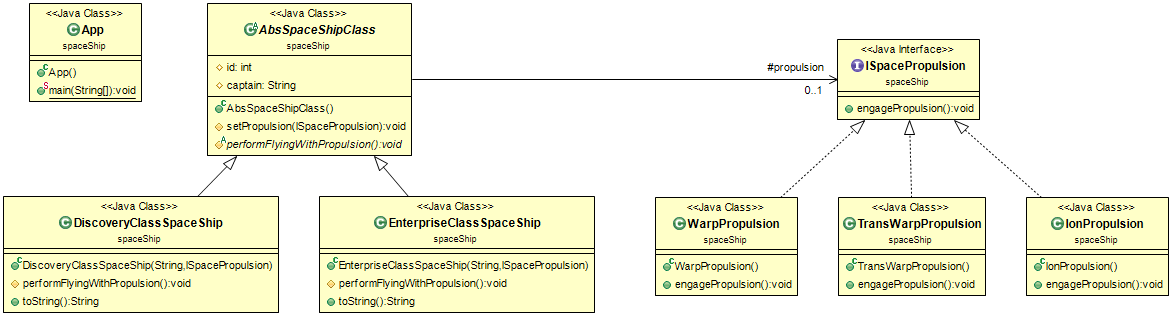 <<Java Class>>
App
spaceShip
App()
main(String[]):void
<<Java Class>>
AbsSpaceShipClass
spaceShip
id: int
captain: String
AbsSpaceShipClass()
setPropulsion(ISpacePropulsion):void
performFlyingWithPropulsion():void
#propulsion
0..1
<<Java Interface>>
ISpacePropulsion
spaceShip
engagePropulsion():void
<<Java Class>>
DiscoveryClassSpaceShip
spaceShip
DiscoveryClassSpaceShip(String,ISpacePropulsion)
performFlyingWithPropulsion():void
toString():String
<<Java Class>>
EnterpriseClassSpaceShip
spaceShip
EnterpriseClassSpaceShip(String,ISpacePropulsion)
performFlyingWithPropulsion():void
toString():String
<<Java Class>>
WarpPropulsion
spaceShip
WarpPropulsion()
engagePropulsion():void
<<Java Class>>
TransWarpPropulsion
spaceShip
TransWarpPropulsion()
engagePropulsion():void
<<Java Class>>
IonPropulsion
spaceShip
IonPropulsion()
engagePropulsion():void